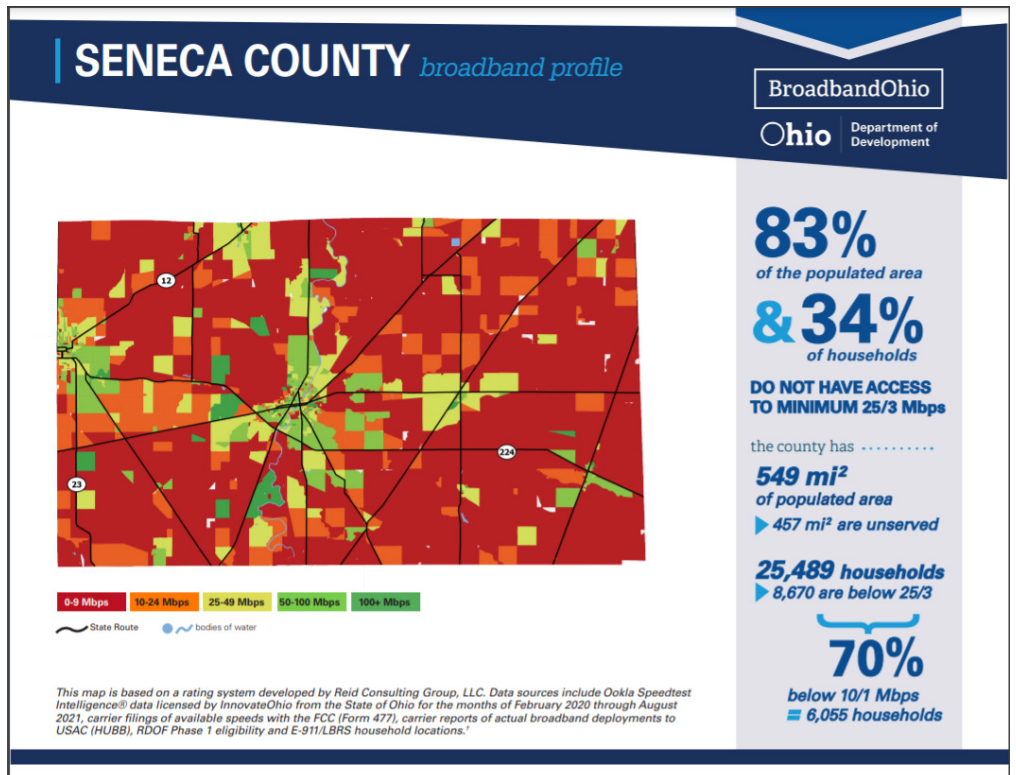 SENECA COUNTY broadband profile
BroadbandOhio
Ohio Department of
Development
12
23
224
0-9 Mbps 10-24 Mbps 25-49 Mbps 50-100 Mbps 100+ Mbps
State Route bodies of water
This map is based on a rating system developed by Reid Consulting Group, LLC. Data sources include Ookla Speedtest
Intelligence® data licensed by InnovateOhio from the State of Ohio for the months of February 2020 through August
2021, carrier filings of available speeds with the FCC (Form 477), carrier reports of actual broadband deployments to
USAC (HUBB), RDOF Phase 1 eligibility and E-911/LBRS household locations.†
83%
of the populated area
& 34%
of households
DO NOT HAVE ACCESS
TO MINIMUM 25/3 Mbps
the county has ..........
549 mi²
of populated area
457 mi² are unserved
25,489 households
8,670 are below 25/3
70%
below 10/1 Mbps
= 6,055 households